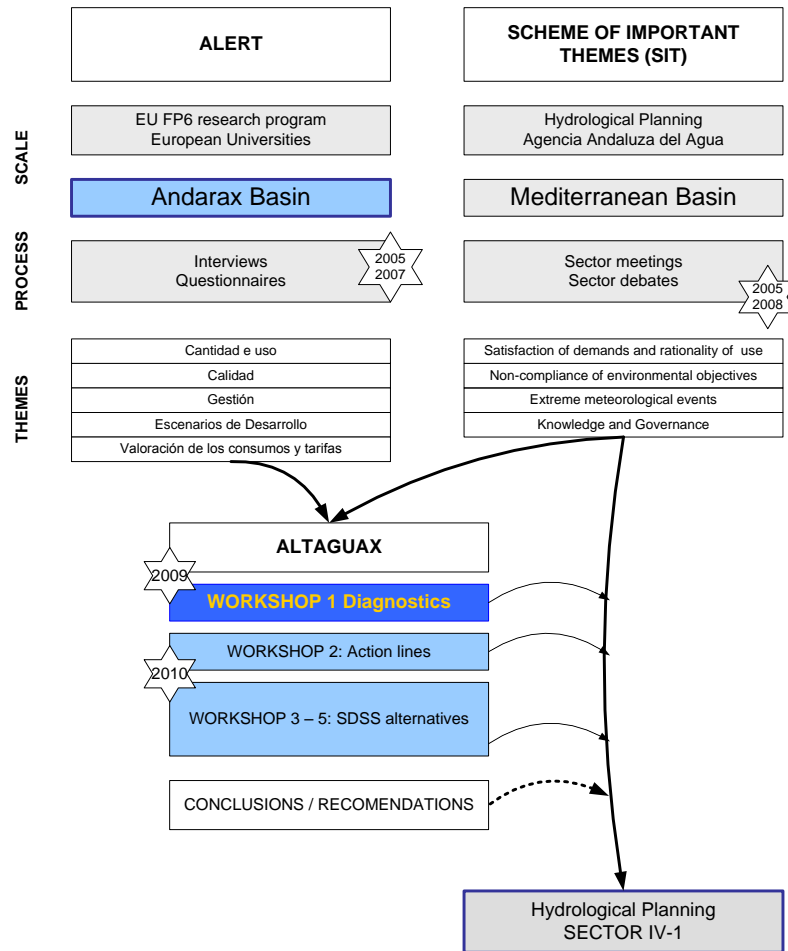 ALERT
SCHEME OF IMPORTANT
THEMES (SIT)
SCALE
EU FP6 research program
European Universities
Hydrological Planning
Agencia Andaluza del Agua
Andarax Basin
Mediterranean Basin
PROCESS
Interviews
Questionnaires
2005
2007
Sector meetings
Sector debates
2005
2008
THEMES
Cantidad e uso
Calidad
Gestión
Escenarios de Desarrollo
Valoración de los consumos y tarifas
Satisfaction of demands and rationality of use
Non-compliance of environmental objectives
Extreme meteorological events
Knowledge and Governance
ALTAGUAX
2009
WORKSHOP 1 Diagnostics
WORKSHOP 2: Action lines
2010
WORKSHOP 3 – 5: SDSS alternatives
CONCLUSIONS / RECOMENDATIONS
Hydrological Planning
SECTOR IV-1